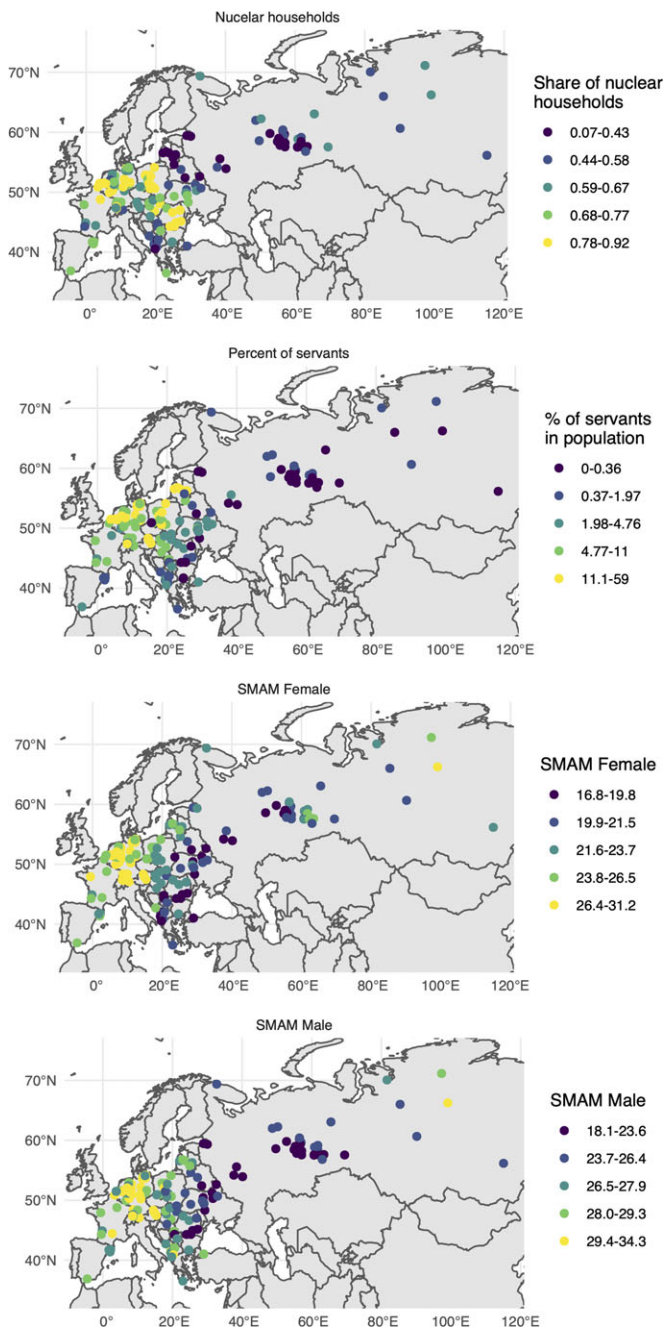 Nucelar households
70°N
60°N
50°N
40°N
0°
20°E
40°E
60°E
80°E
100°E
120°E
Share of nuclear
households
0.07-0.43
0.44-0.58
0.59-0.67
0.68-0.77
0.78-0.92
Percent of servants
70°N
60°N
50°N
40°N
0°
20°E
40°E
60°E
80°E
100°E
120°E
% of servants
in population
0-0.36
0.37-1.97
1.98-4.76
4.77-11
11.1-59
SMAM Female
70°N
60°N
50°N
40°N
0°
20°E
40°E
60°E
80°E
100°E
120°E
SMAM Female
16.8-19.8
19.9-21.5
21.6-23.7
23.8-26.5
26.4-31.2
SMAM Male
70°N
60°N
50°N
40°N
0°
20°E
40°E
60°E
80°E
100°E
120°E
SMAM Male
18.1-23.6
23.7-26.4
26.5-27.9
28.0-29.3
29.4-34.3